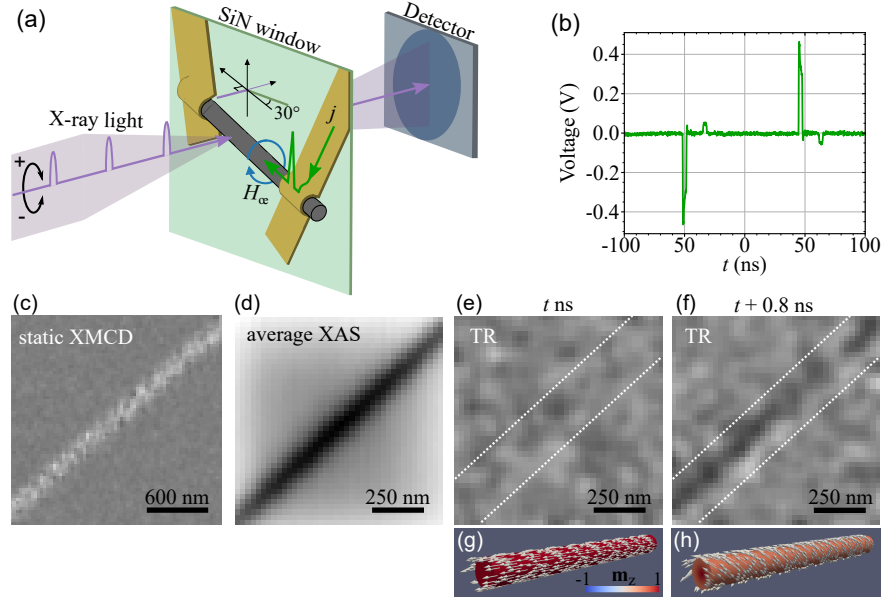 (a)
SiN window
Detector
X-ray light
30°
j
+
-
Hœ
(b)
Voltage (V)
0.4
0.2
0.0
-0.2
-0.4
-100
50
0
50
100
t (ns)
(c)
static XMCD
600 nm
(d)
average XAS
250 nm
(e)
t ns
TR
250 nm
(f)
t + 0.8 ns
TR
250 nm
(g)
-1 mz 1
(h)